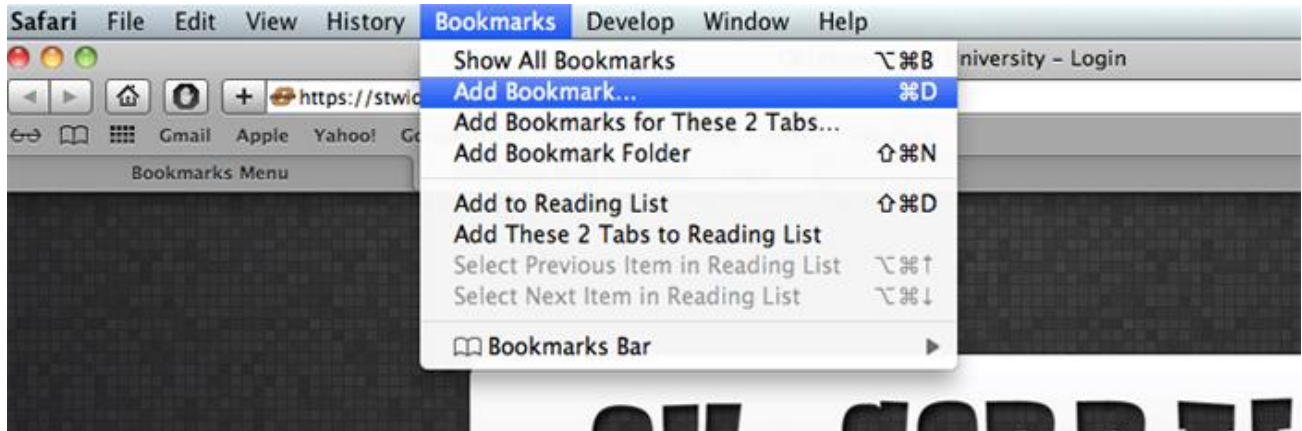 Safari File Edit View History Bookmarks Develop Window Help
niversity - Login
https://stwic
Gmail Apple Yahoo!
Bookmarks Menu
Show All Bookmarks ⌥⌘B
Add Bookmark... ⌘D
Add Bookmarks for These 2 Tabs...
Add Bookmark Folder ⇧⌘N
Add to Reading List ⇧⌘D
Add These 2 Tabs to Reading List
Select Previous Item in Reading List ⌥⌘↑
Select Next Item in Reading List ⌥⌘↓
Bookmarks Bar